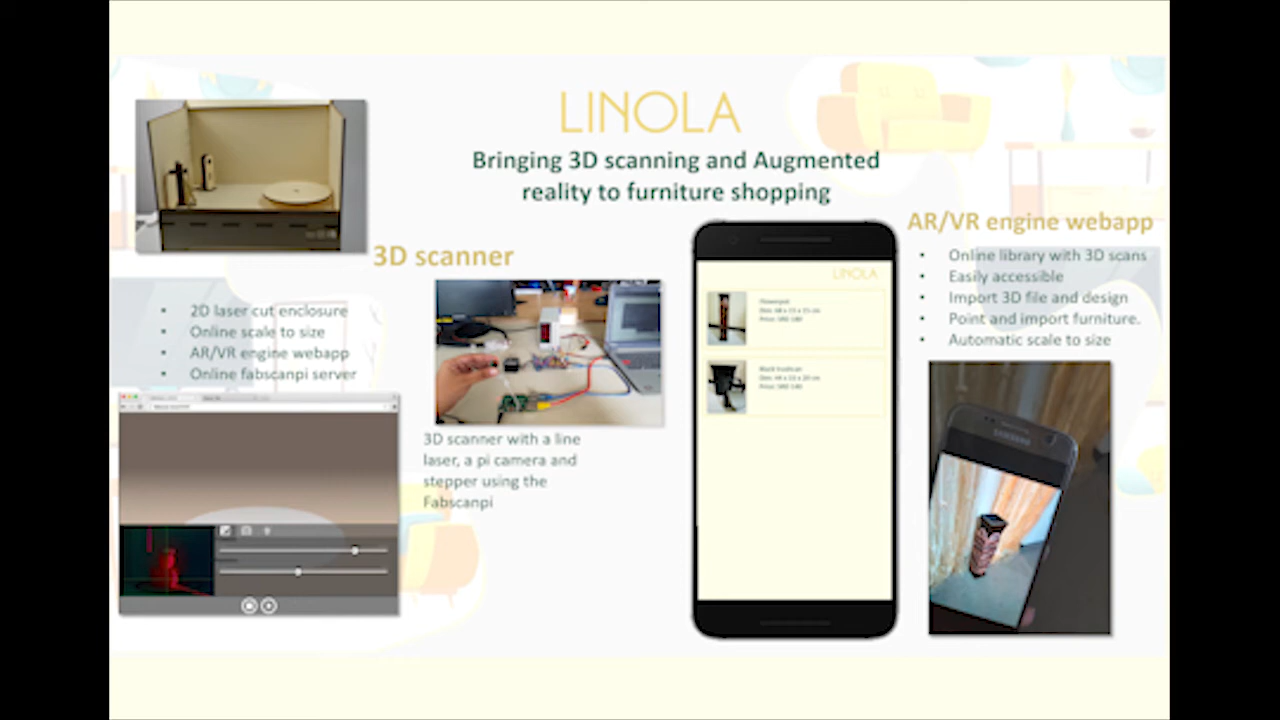 LINOLA
Bringing 3D scanning and Augmented
reality to furniture shopping
3D scanner
2D laser cut enclosure
Online scale to size
AR/VR engine webapp
Online fabscanpi server
3D scanner with a line
laser, a pi camera and
stepper using the
Fabscanpi
LINOLA
Flowerpot
AR/VR engine webapp
Online library with 3D scans
Easily accessible
Import 3D file and design
Point and import furniture.
Automatic scale to size
SAMSUNG